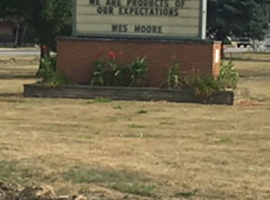 WE ARE PRODUCTS OF
OUR EXPECTATIONS
WES MOORE